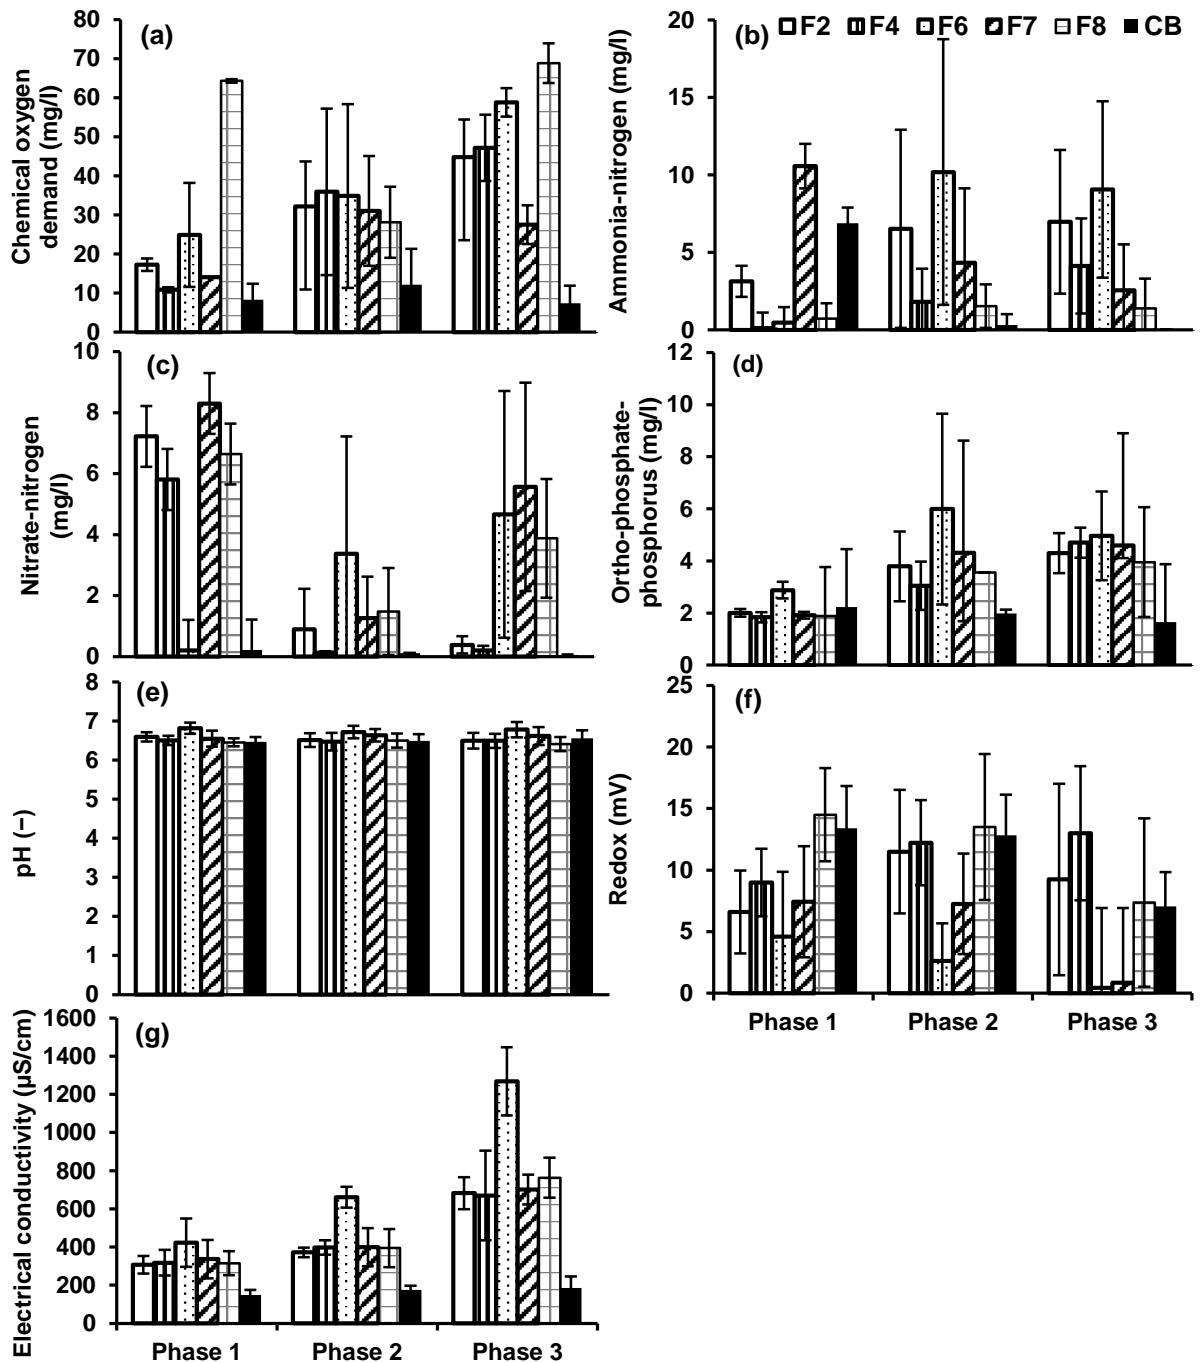 (a)
Chemical oxygen
demand (mg/l)
80
70
60
50
40
30
20
10
0
(b) F2 F4 F6 F7 F8 CB
Ammonia-nitrogen (mg/l)
20
15
10
5
0
(c)
Nitrate-nitrogen
(mg/l)
10
8
6
4
2
0
(d)
Ortho-phosphate-
phosphorus (mg/l)
12
10
8
6
4
2
0
(e)
pH (−)
8
7
6
5
4
3
2
1
0
(f)
Redox (mV)
25
20
15
10
5
0
Phase 1 Phase 2 Phase 3
(g)
Electrical conductivity (µS/cm)
1600
1400
1200
1000
800
600
400
200
0
Phase 1 Phase 2 Phase 3